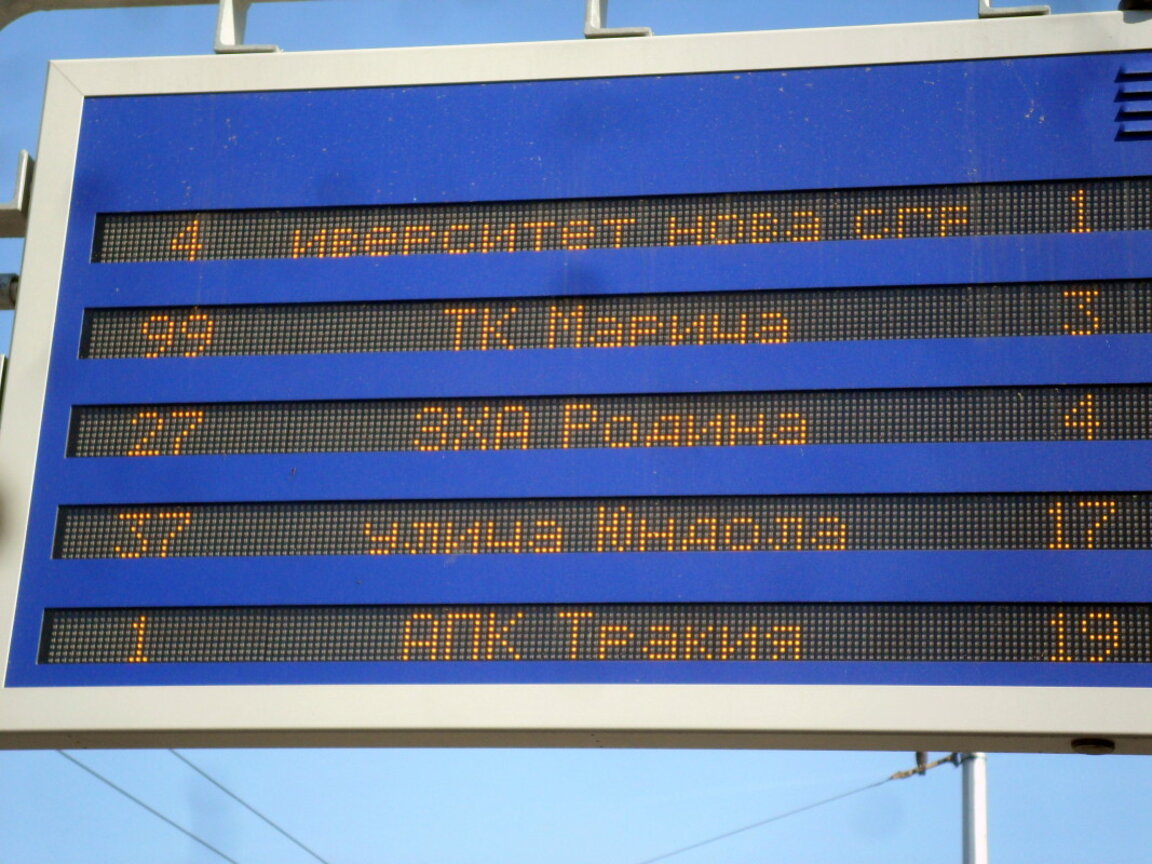 4 иверситет нова сгр 1
99 ТК Марица 3
27 ЗХА Родина 4
37 улица Юндола 17
1 АПК Тракия 19